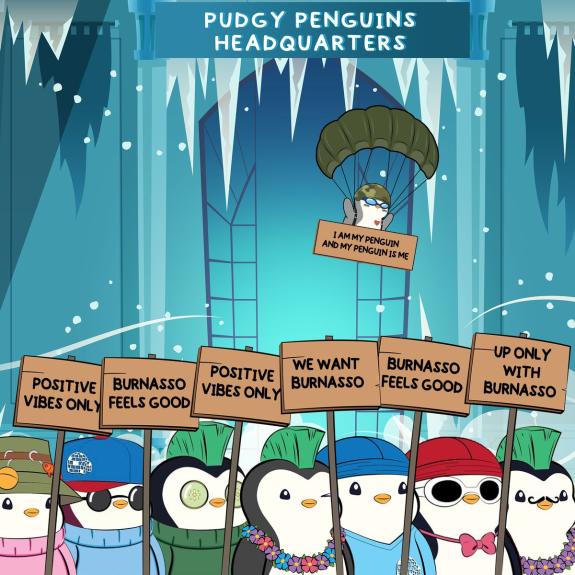 PUDGY PENGUINS
HEADQUARTERS
I AM MY PENGUIN
AND MY PENGUIN IS ME
POSITIVE
VIBES ONLY
BURNASSO
FEELS GOOD
POSITIVE
VIBES ONLY
WE WANT
BURNASSO
BURNASSO
FEELS GOOD
UP ONLY
WITH
BURNASSO